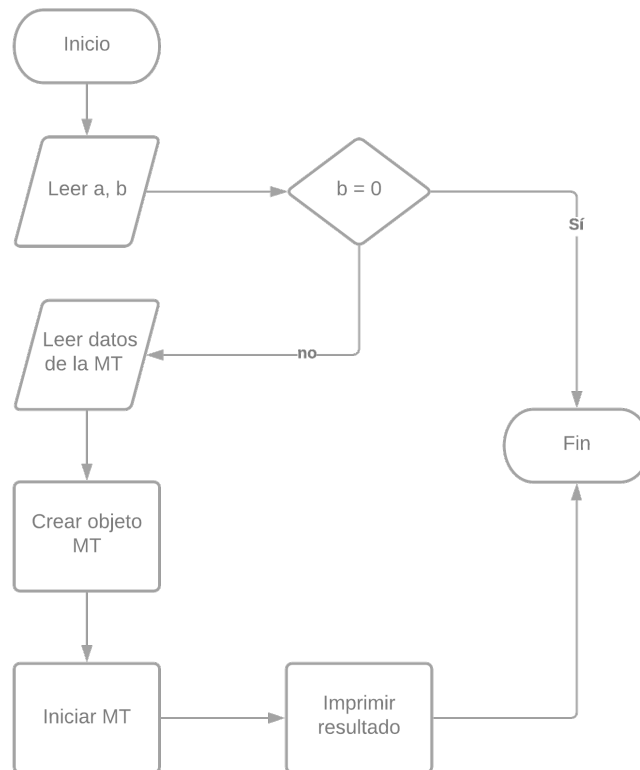 Inicio
Leer a, b
b = 0
Sí
Leer datos
de la MT
no
Fin
Crear objeto
MT
Iniciar MT
Imprimir
resultado